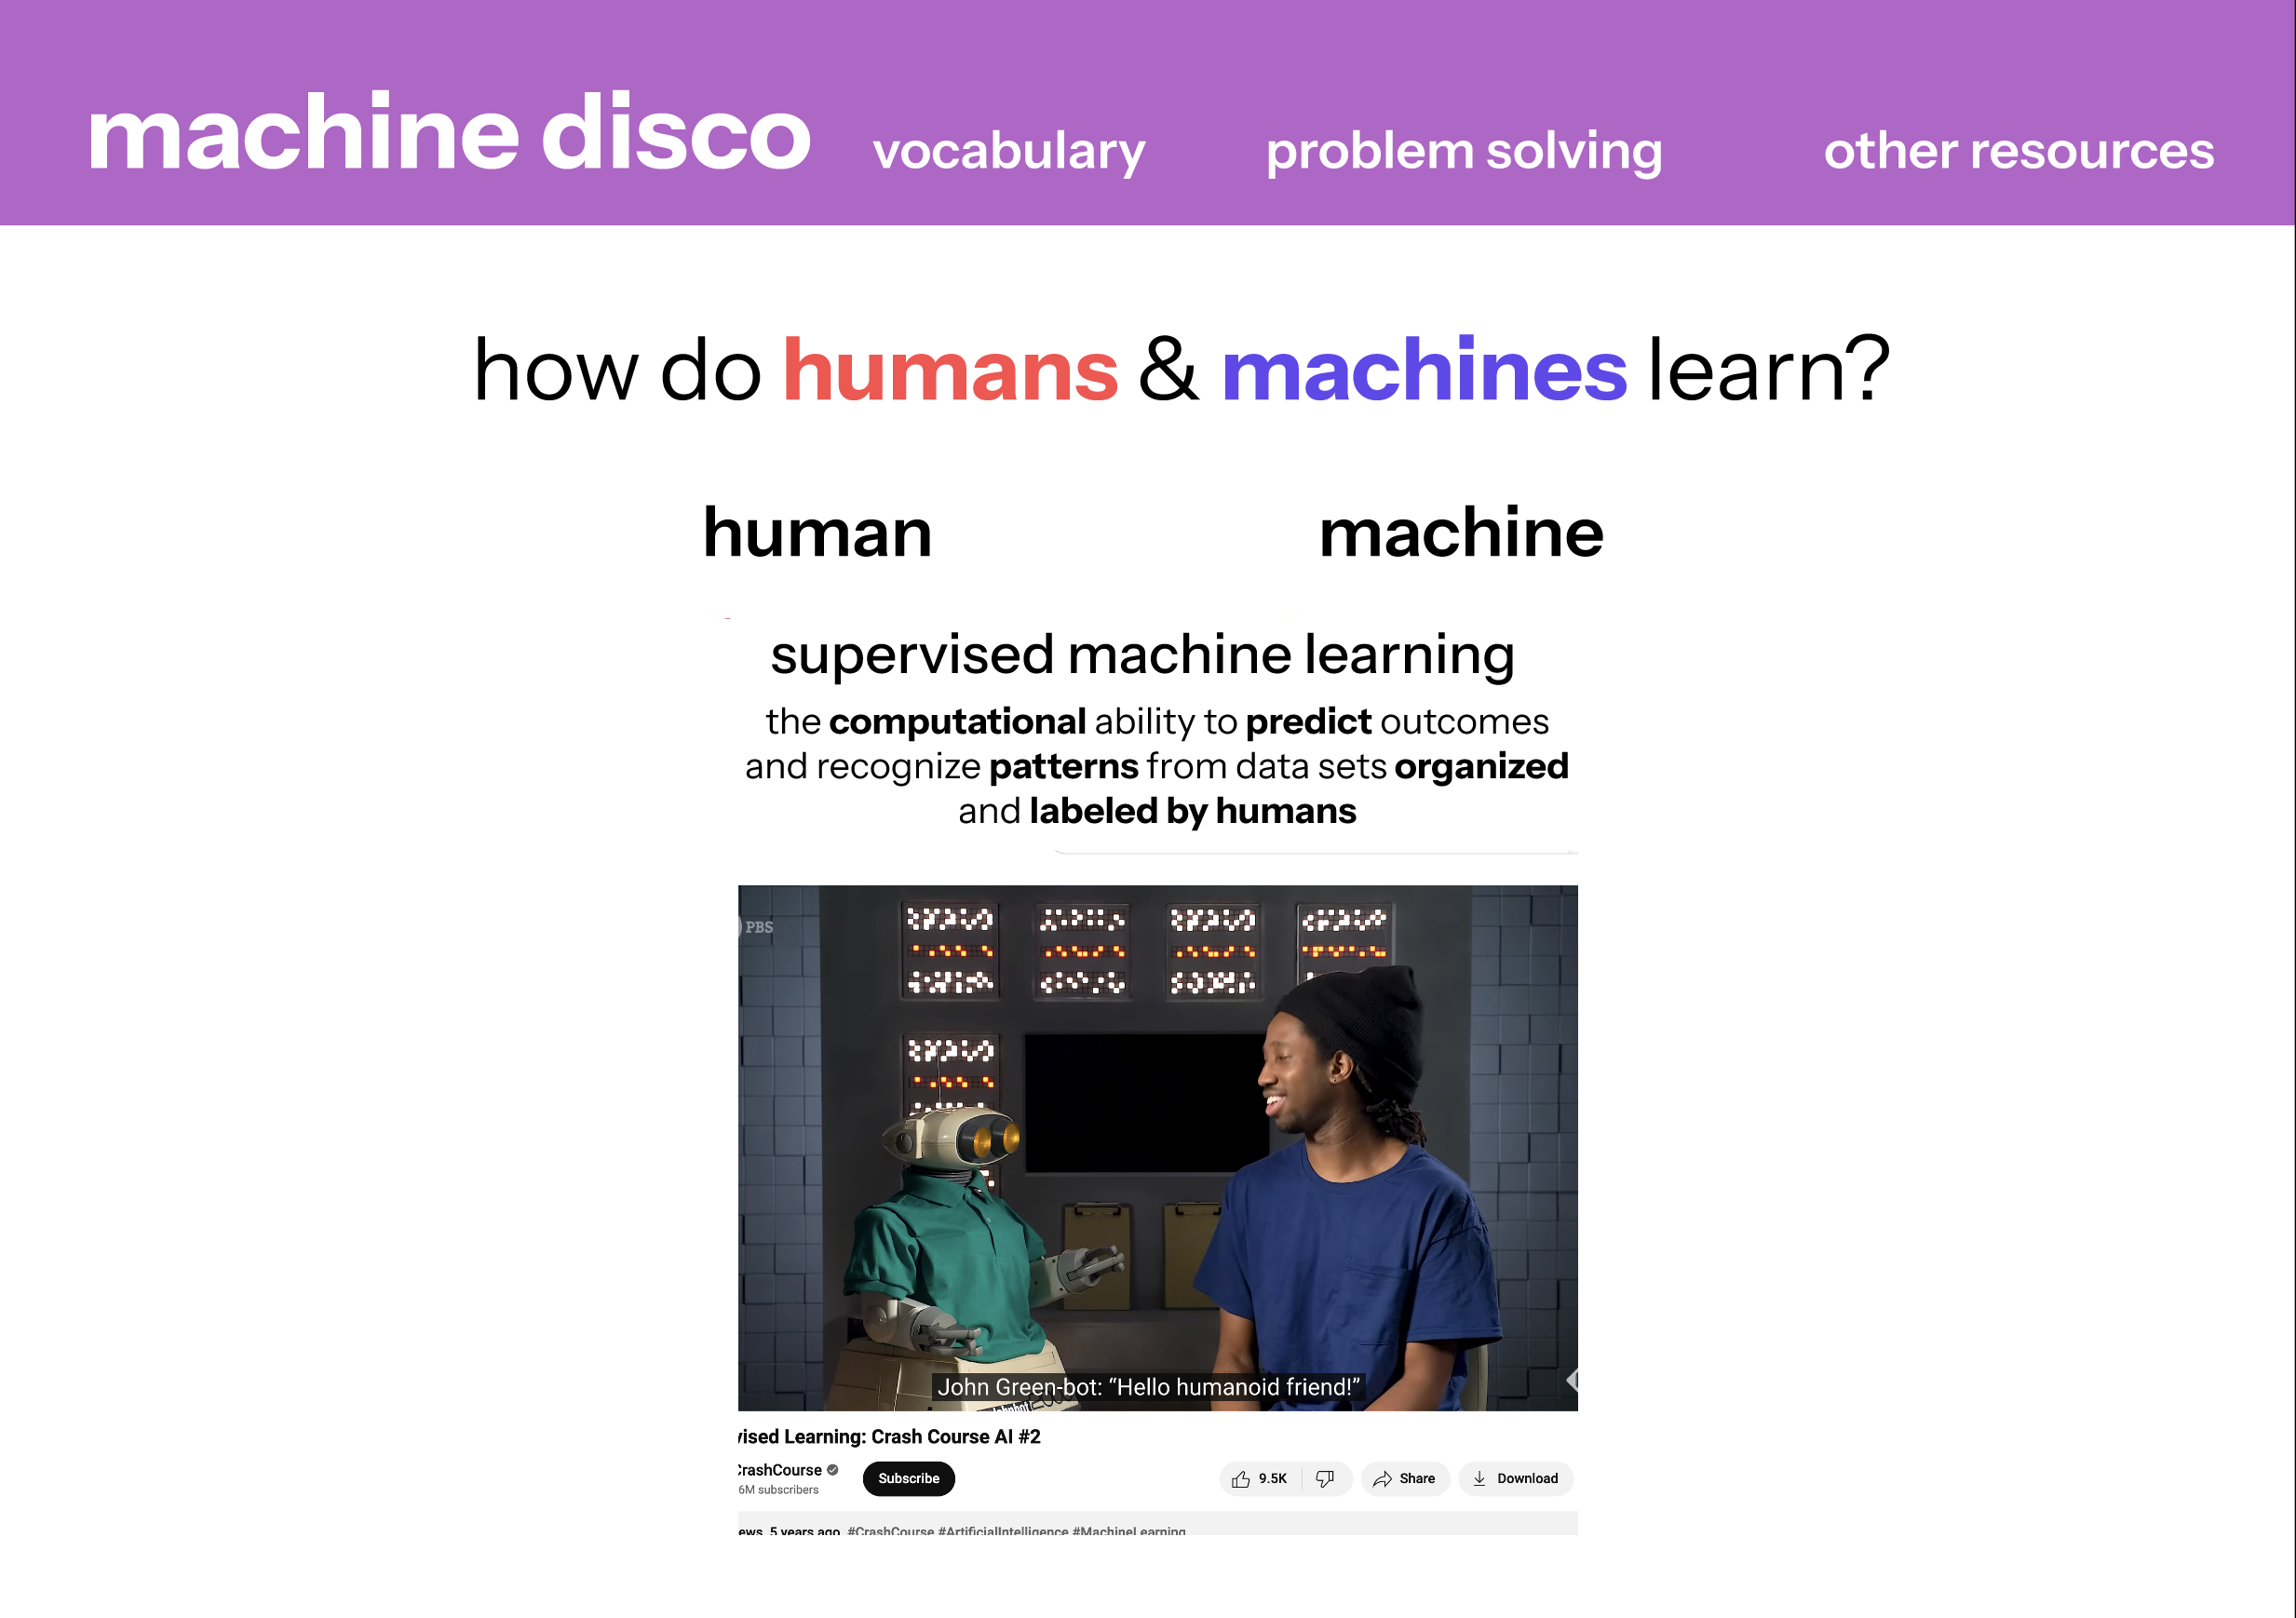 machine disco vocabulary problem solving other resources
how do humans & machines learn?
human machine
supervised machine learning
the computational ability to predict outcomes
and recognize patterns from data sets organized
and labeled by humans
PBS
John Green-bot: “Hello humanoid friend!”
vised Learning: Crash Course AI #2
CrashCourse
Subscribe
9.5K Share Download
6M subscribers
ews 5 years ago #CrashCourse #ArtificialIntelligence #MachineLearning